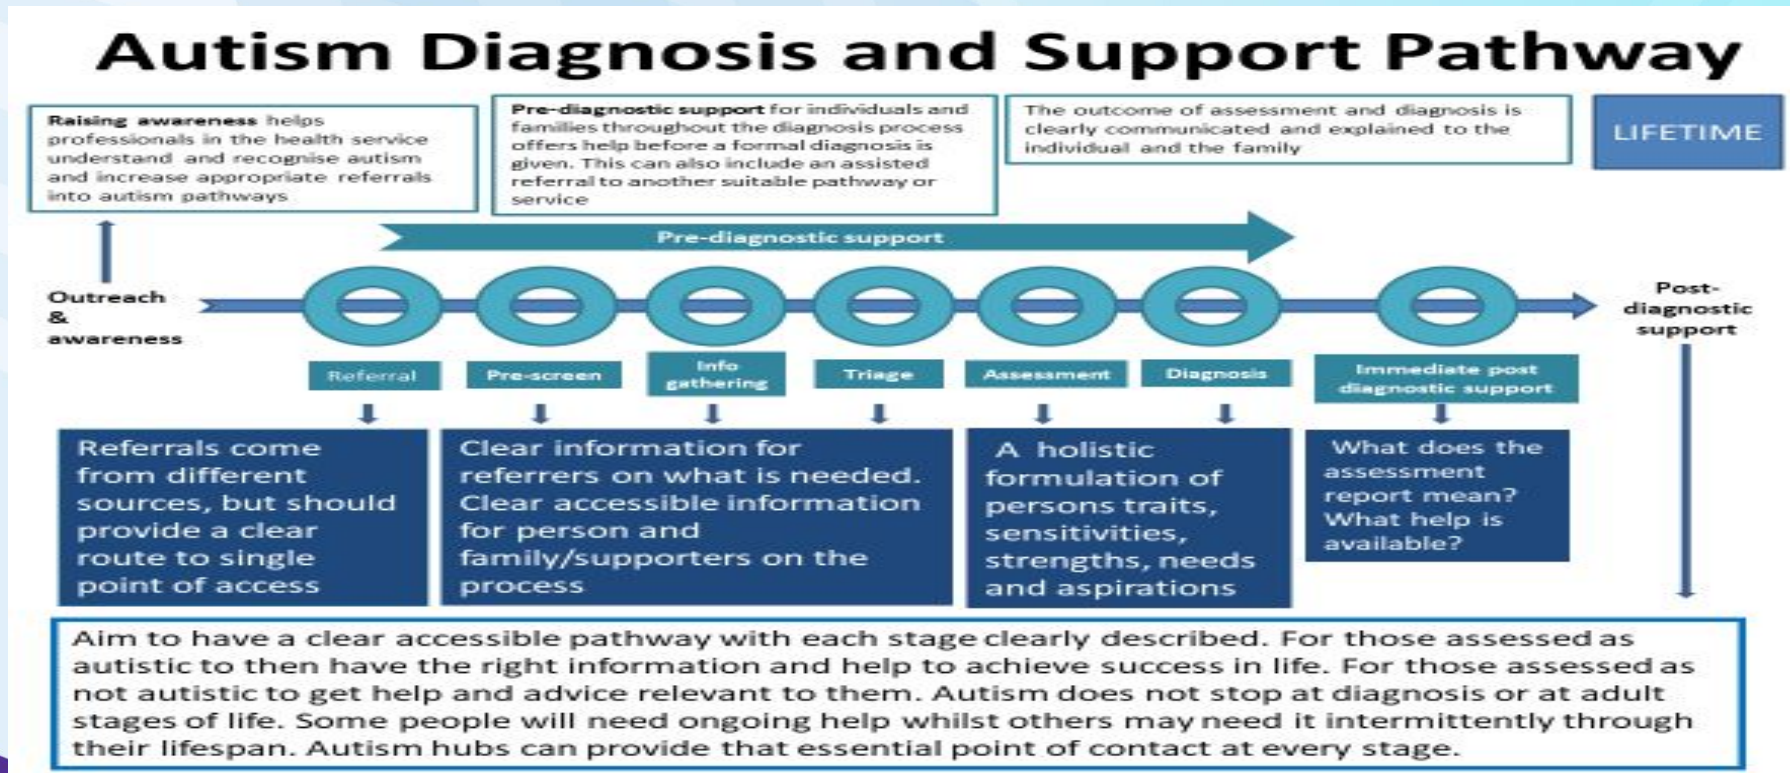 Autism Diagnosis and Support Pathway
Raising awareness helps
professionals in the health service
understand and recognise autism
and increase appropriate referrals
into autism pathways
Pre-diagnostic support for individuals and
families throughout the diagnosis process
offers help before a formal diagnosis is
given. This can also include an assisted
referral to another suitable pathway or
service
The outcome of assessment and diagnosis is
clearly communicated and explained to the
individual and the family
LIFETIME
Pre-diagnostic support
Outreach
&
awareness
Post-
diagnostic
support
Referral
Pre-screen
Info
gathering
Triage
Assessment
Diagnosis
Immediate post
diagnostic support
Referrals come
from different
sources, but should
provide a clear
route to single
point of access
Clear information for
referrers on what is needed.
Clear accessible information
for person and
family/supporters on the
process
A holistic
formulation of
persons traits,
sensitivities,
strengths, needs
and aspirations
What does the
assessment
report mean?
What help is
available?
Aim to have a clear accessible pathway with each stage clearly described. For those assessed as
autistic to then have the right information and help to achieve success in life. For those assessed as
not autistic to get help and advice relevant to them. Autism does not stop at diagnosis or at adult
stages of life. Some people will need ongoing help whilst others may need it intermittently through
their lifespan. Autism hubs can provide that essential point of contact at every stage.